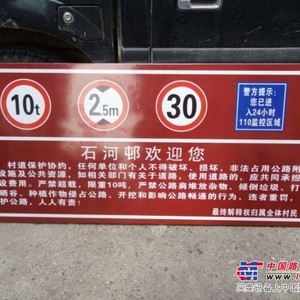 10t
2.5m
30
警方提示：
您已进
入24小时
110监控区域
石河邨欢迎您
村道保护协约，任何单位和个人不得破坏、损坏、非法占用公路附
设施及公共资源，如相关部门有关于道路，使用道路的，应共同承担
设费用。严禁超载，限重10吨，严禁公路肩堆放杂物、倾倒垃圾、打
晒谷、种植作物侵占公路、开挖和影响公路畅通的行为，违者重罚，
护公路，人人有责！
最终解释权归属全体村民
中国路